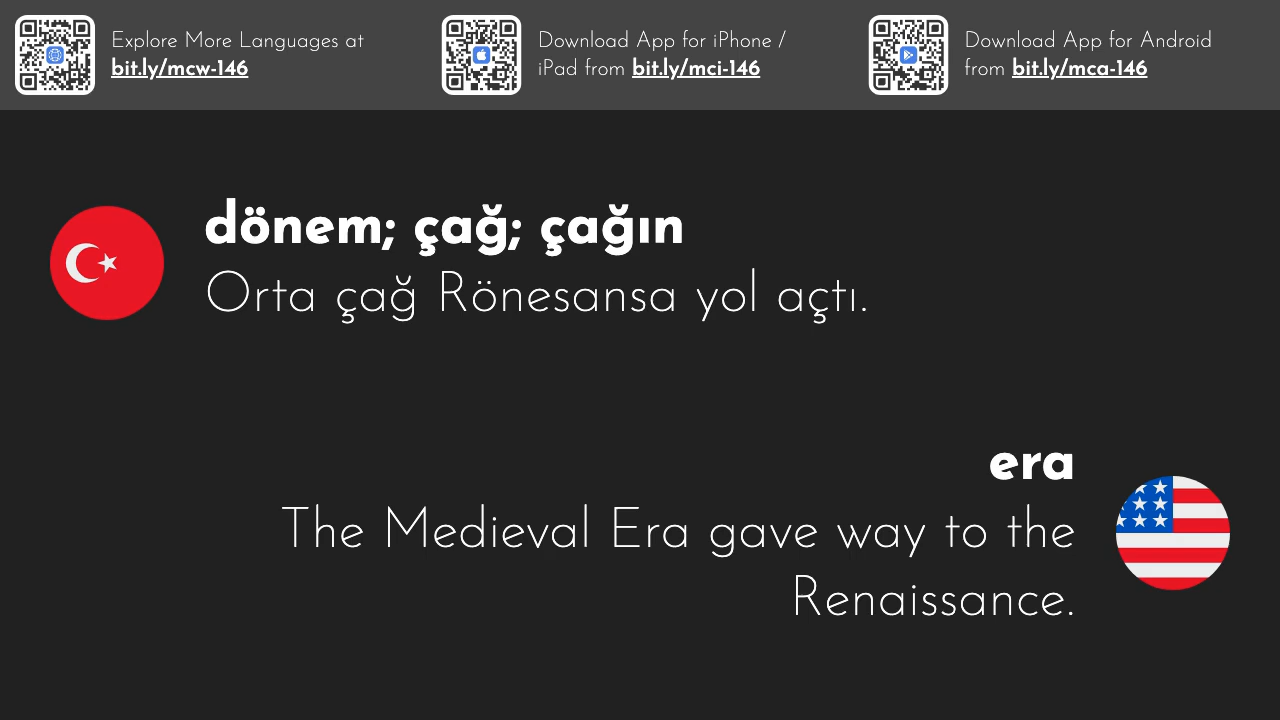 Explore More Languages at
bit.ly/mcw-146
Download App for iPhone /
iPad from bit.ly/mci-146
Download App for Android
from bit.ly/mca-146
dönem; çağ; çağın
Orta çağ Rönesansa yol açtı.
era
The Medieval Era gave way to the
Renaissance.